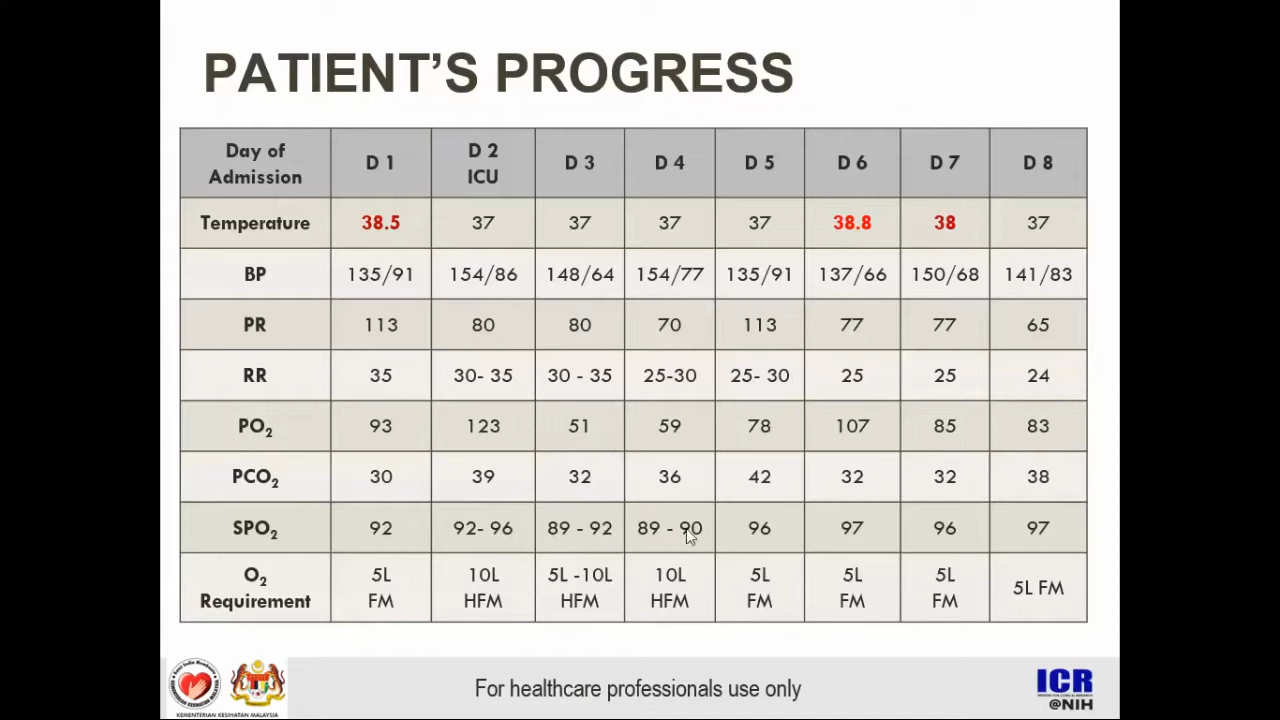 PATIENT'S PROGRESS
Day of Admission D 1 D 2 ICU D 3 D 4 D 5 D 6 D 7 D 8
Temperature 38.5 37 37 37 37 38.8 38 37
BP 135/91 154/86 148/64 154/77 135/91 137/66 150/68 141/83
PR 113 80 80 70 113 77 77 65
RR 35 30- 35 30 - 35 25-30 25- 30 25 25 24
PO₂ 93 123 51 59 78 107 85 83
PCO₂ 30 39 32 36 42 32 32 38
SPO₂ 92 92- 96 89 - 92 89 - 90 96 97 96 97
O₂ Requirement 5L FM 10L HFM 5L -10L HFM 10L HFM 5L FM 5L FM 5L FM 5L FM
KEMENTERIAN KESIHATAN MALAYSIA
For healthcare professionals use only
ICR
@NIH